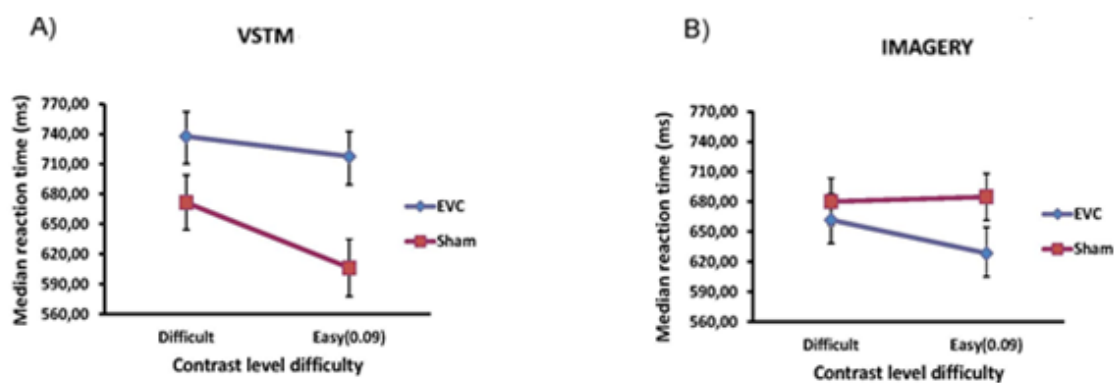 A)
VSTM
Median reaction time (ms)
770,00
740,00
710,00
680,00
650,00
620,00
590,00
560,00
Difficult
Easy(0.09)
Contrast level difficulty
EVC
Sham
B)
IMAGERY
Median reaction time (ms)
770,00
740,00
710,00
680,00
650,00
620,00
590,00
560,00
Difficult
Easy(0.09)
Contrast level difficulty
EVC
Sham